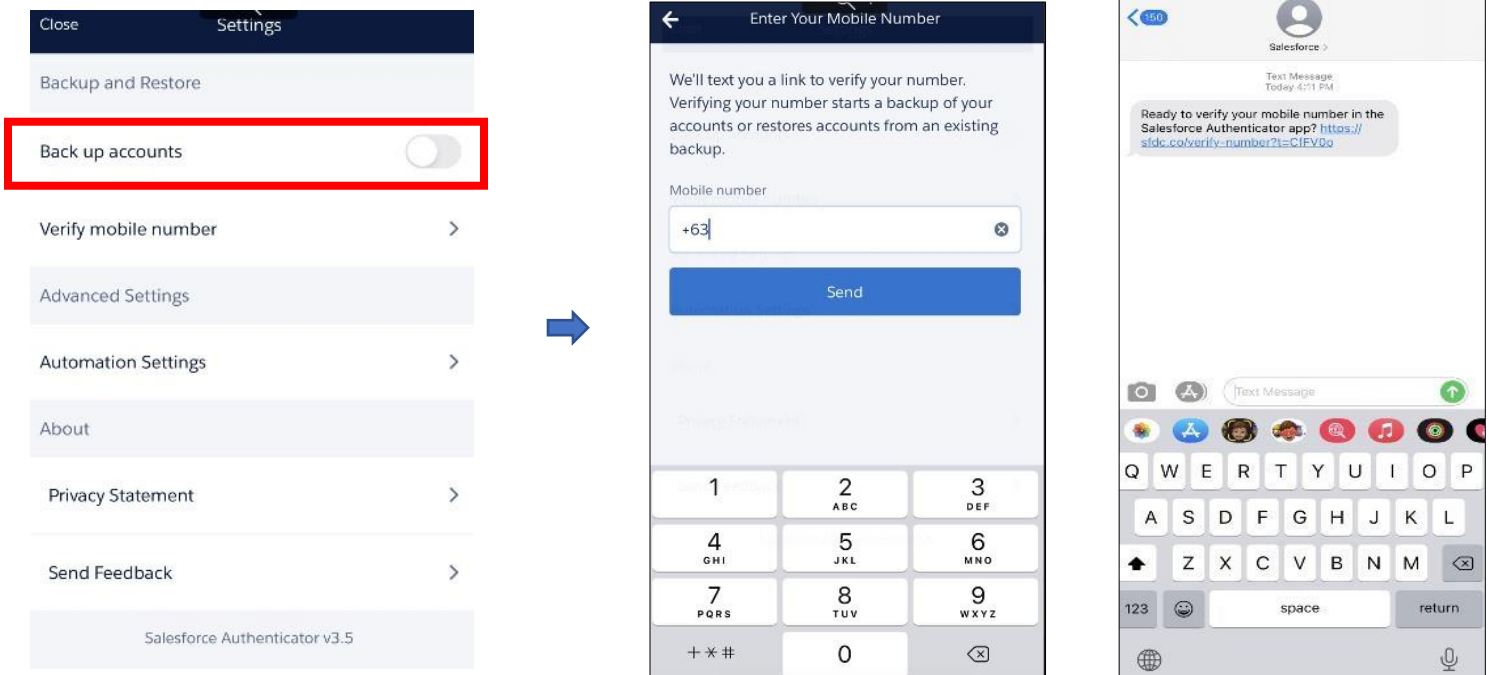 Close
Settings
Backup and Restore
Back up accounts
Verify mobile number
Advanced Settings
Automation Settings
About
Privacy Statement
Send Feedback
Salesforce Authenticator v3.5
Enter Your Mobile Number
We'll text you a link to verify your number.
Verifying your number starts a backup of your
accounts or restores accounts from an existing
backup.
Mobile number
+63
Send
Privacy Statement
1
2
3
ABC
DEF
4
5
6
GHI
JKL
MNO
7
8
9
PQRS
TUV
WXYZ
+*#
0
150
Salesforce >
Text Message
Today 4:11 PM
Ready to verify your mobile number in the
Salesforce Authenticator app? https://
sfdc.co/verify-number?t=CIFV0o
Text Message
Q W E R T Y U I O P
A S D F G H J K L
Z X C V B N M
123
space
return